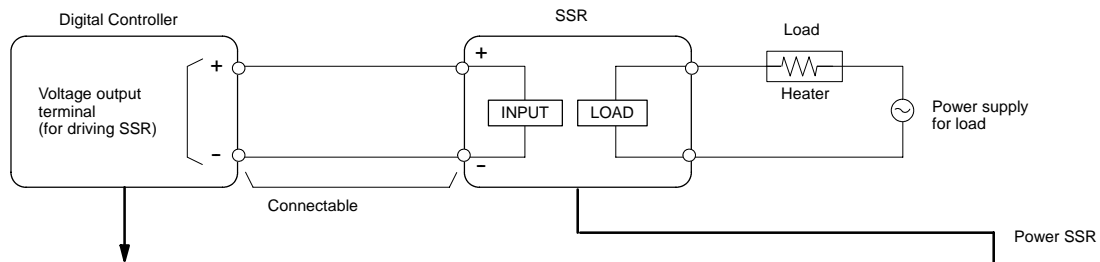 Digital Controller
SSR
Load
+
+
Voltage output
terminal
(for driving SSR)
INPUT
LOAD
Heater
Power supply
for load
−
−
Connectable
Power SSR